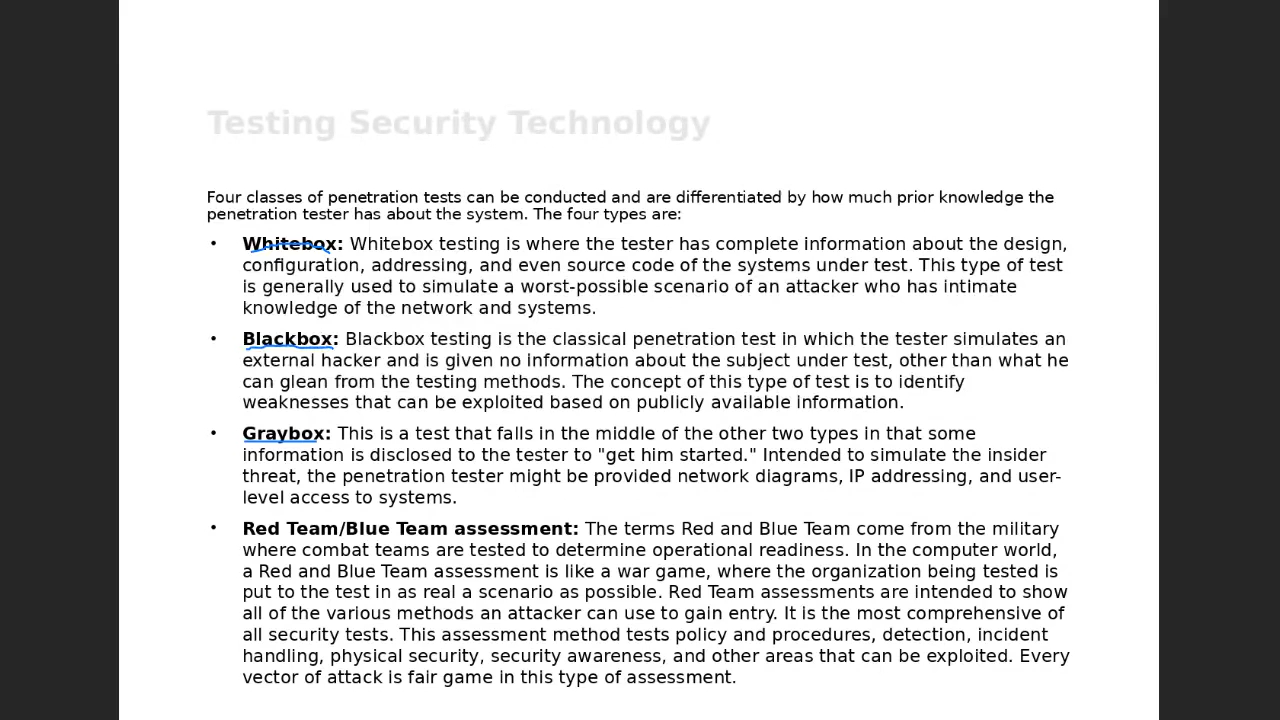 Testing Security Technology
Four classes of penetration tests can be conducted and are differentiated by how much prior knowledge the
penetration tester has about the system. The four types are:
• Whitebox: Whitebox testing is where the tester has complete information about the design,
configuration, addressing, and even source code of the systems under test. This type of test
is generally used to simulate a worst-possible scenario of an attacker who has intimate
knowledge of the network and systems.
• Blackbox: Blackbox testing is the classical penetration test in which the tester simulates an
external hacker and is given no information about the subject under test, other than what he
can glean from the testing methods. The concept of this type of test is to identify
weaknesses that can be exploited based on publicly available information.
• Graybox: This is a test that falls in the middle of the other two types in that some
information is disclosed to the tester to "get him started." Intended to simulate the insider
threat, the penetration tester might be provided network diagrams, IP addressing, and user-
level access to systems.
• Red Team/Blue Team assessment: The terms Red and Blue Team come from the military
where combat teams are tested to determine operational readiness. In the computer world,
a Red and Blue Team assessment is like a war game, where the organization being tested is
put to the test in as real a scenario as possible. Red Team assessments are intended to show
all of the various methods an attacker can use to gain entry. It is the most comprehensive of
all security tests. This assessment method tests policy and procedures, detection, incident
handling, physical security, security awareness, and other areas that can be exploited. Every
vector of attack is fair game in this type of assessment.